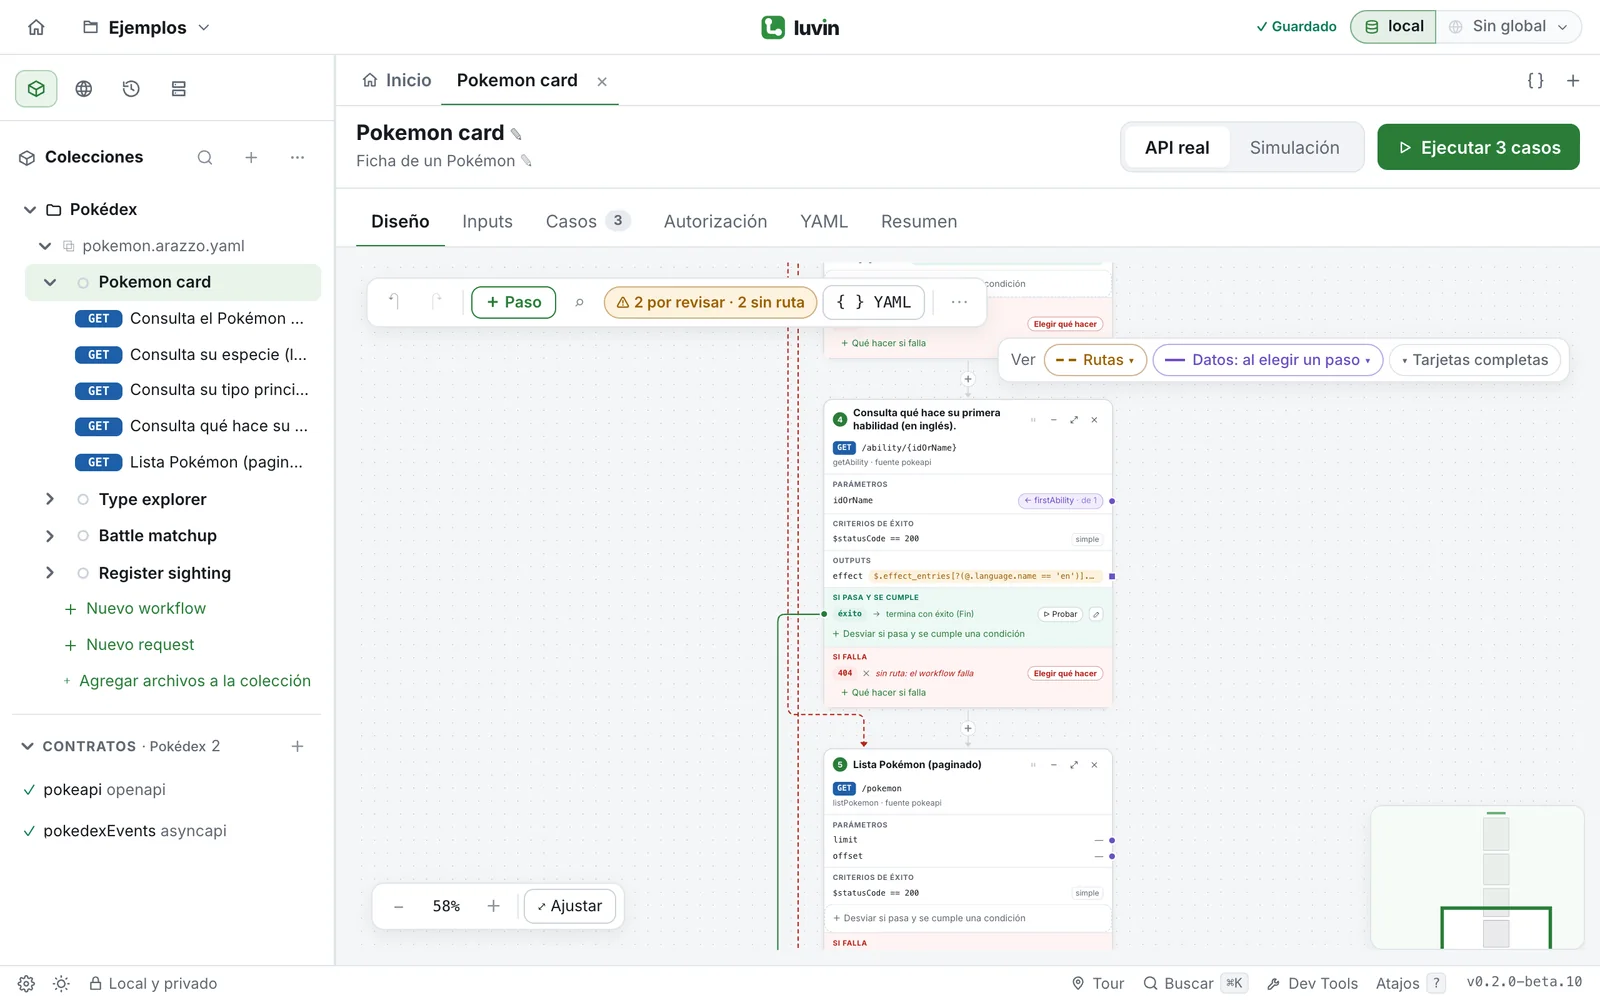 Ejemplos
luvin
Guardado
local
Sin global
Inicio
Pokemon card
{ }
Colecciones
Pokédex
pokemon.arazzo.yaml
Pokemon card
GET Consulta el Pokémon ...
GET Consulta su especie (l...
GET Consulta su tipo princi...
GET Consulta qué hace su ...
GET Lista Pokémon (pagin...
Type explorer
Battle matchup
Register sighting
+ Nuevo workflow
+ Nuevo request
+ Agregar archivos a la colección
CONTRATOS · Pokédex 2
pokeapi openapi
pokedexEvents asyncapi
Pokemon card
Ficha de un Pokémon
API real
Simulación
Ejecutar 3 casos
Diseño
Inputs
Casos 3
Autorización
YAML
Resumen
+ Paso
2 por revisar · 2 sin ruta
{ } YAML
...
condición
Elegir qué hacer
+ Qué hacer si falla
Ver
Rutas
Datos: al elegir un paso
Tarjetas completas
4 Consulta qué hace su primera
habilidad (en inglés).
GET /ability/{idOrName}
getAbility · fuente pokeapi
PARÁMETROS
idOrName ← firstAbility · de 1
CRITERIOS DE ÉXITO
$statusCode == 200 simple
OUTPUTS
effect $.effect_entries[?(@.language.name == 'en')]....
SI PASA Y SE CUMPLE
éxito → termina con éxito (Fin) Probar
+ Desviar si pasa y se cumple una condición
SI FALLA
404 × sin ruta: el workflow falla Elegir qué hacer
+ Qué hacer si falla
5 Lista Pokémon (paginado)
GET /pokemon
listPokemon · fuente pokeapi
PARÁMETROS
limit —
offset —
CRITERIOS DE ÉXITO
$statusCode == 200 simple
+ Desviar si pasa y se cumple una condición
SI FALLA
− 58% +
Ajustar
Local y privado
Tour
Buscar ⌘K
Dev Tools
Atajos ?
v0.2.0-beta.10